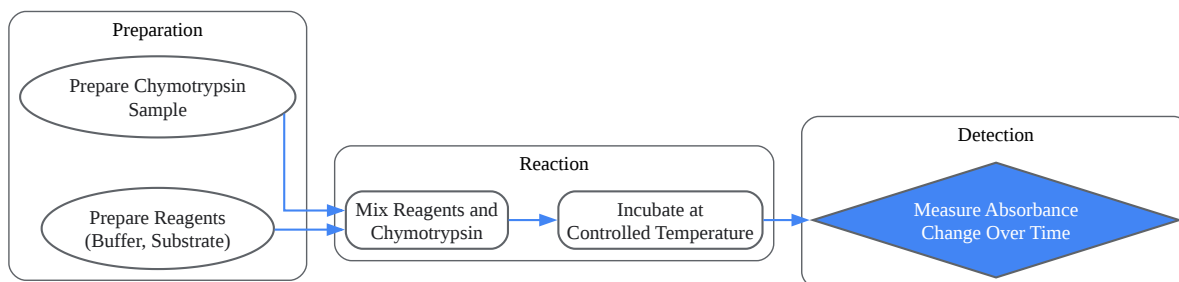 Preparation
Prepare Chymotrypsin
Sample
Prepare Reagents
(Buffer, Substrate)
Reaction
Mix Reagents and
Chymotrypsin
Incubate at
Controlled Temperature
Detection
Measure Absorbance
Change Over Time